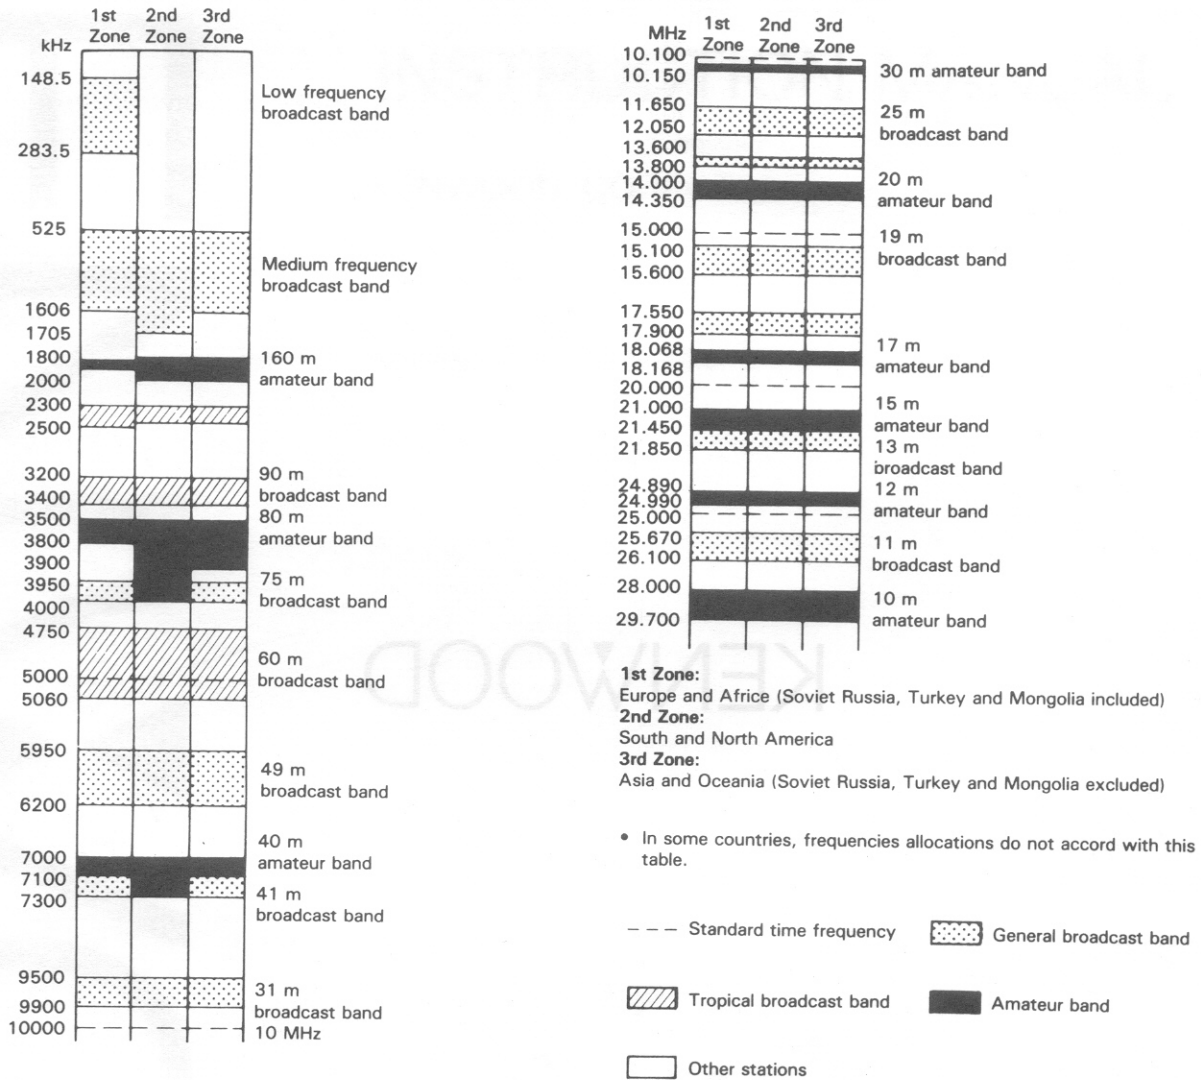 1st 2nd 3rd
kHz Zone Zone Zone
148.5
Low frequency
broadcast band
283.5
525
Medium frequency
broadcast band
1606
1705
1800
160 m
2000
amateur band
2300
2500
3200
90 m
3400
broadcast band
3500
80 m
3800
amateur band
3900
75 m
3950
broadcast band
4000
4750
60 m
5000
broadcast band
5060
5950
49 m
broadcast band
6200
40 m
7000
amateur band
7100
41 m
7300
broadcast band
9500
31 m
9900
broadcast band
10000
10 MHz
1st 2nd 3rd
MHz Zone Zone Zone
10.100
30 m amateur band
10.150
11.650
25 m
12.050
broadcast band
13.600
13.800
20 m
14.000
amateur band
14.350
15.000
19 m
15.100
broadcast band
15.600
17.550
17.900
17 m
18.068
amateur band
18.168
20.000
15 m
21.000
amateur band
21.450
13 m
21.850
broadcast band
24.890
12 m
24.990
amateur band
25.000
25.670
11 m
26.100
broadcast band
28.000
10 m
29.700
amateur band
1st Zone:
Europe and Africe (Soviet Russia, Turkey and Mongolia included)
2nd Zone:
South and North America
3rd Zone:
Asia and Oceania (Soviet Russia, Turkey and Mongolia excluded)
• In some countries, frequencies allocations do not accord with this
table.
Standard time frequency
General broadcast band
Tropical broadcast band
Amateur band
Other stations
KENWOOD